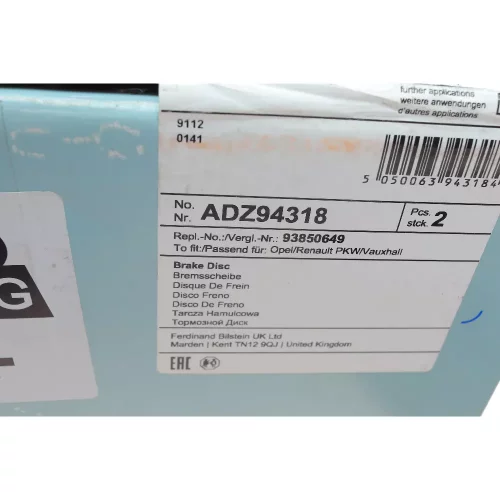 further applications
weitere anwendungen
d'autres applications
9112
0141
5 050063 943184
No.
Nr. ADZ94318
Pcs.
stck. 2
Repl.-No.:/Vergl.-Nr.: 93850649
To fit:/Passend für: Opel/Renault PKW/Vauxhall
Brake Disc
Bremsscheibe
Disque De Frein
Disco Freno
Disco De Freno
Tarcza Hamulcowa
Тормозной Диск
Ferdinand Bilstein UK Ltd
Marden | Kent TN12 9QJ | United Kingdom
EAC
G